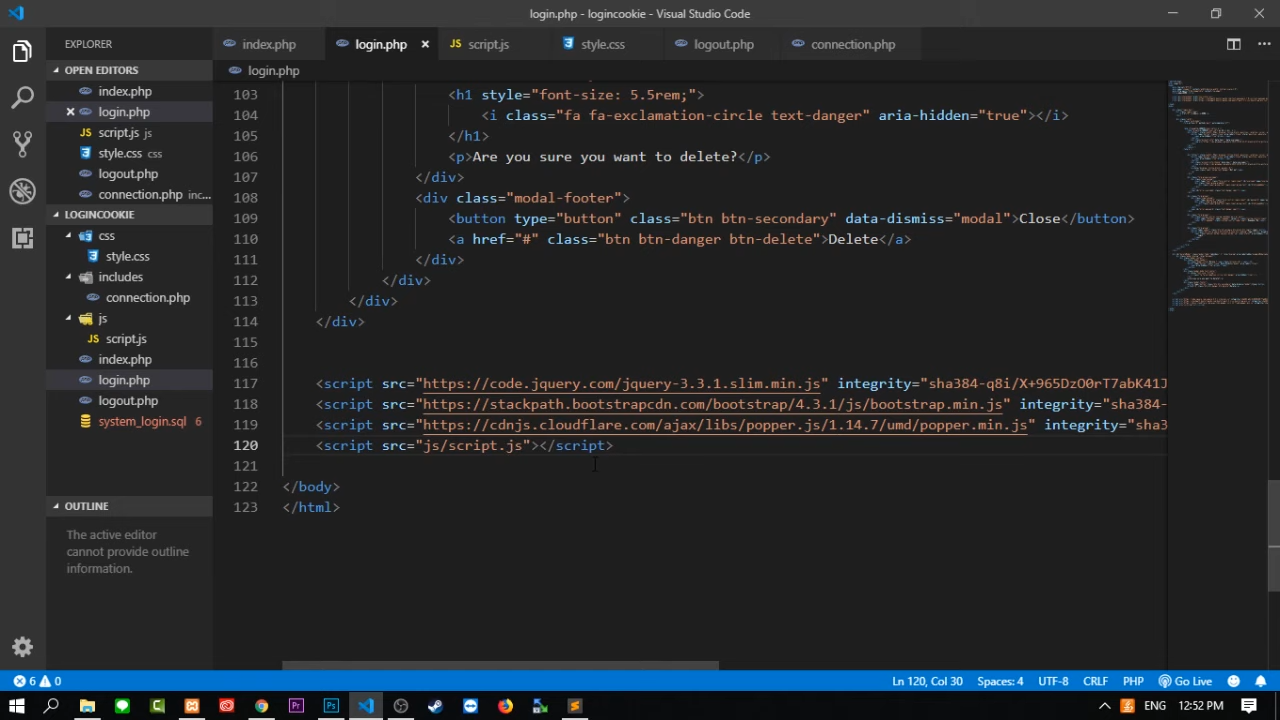 login.php - logincookie - Visual Studio Code
EXPLORER
OPEN EDITORS
index.php
login.php
script.js js
style.css css
logout.php
connection.php inc...
LOGINCOOKIE
css
style.css
includes
connection.php
js
script.js
index.php
login.php
logout.php
system_login.sql 6
OUTLINE
The active editor
cannot provide outline
information.
index.php login.php script.js style.css logout.php connection.php
login.php
103 <h1 style="font-size: 5.5rem;">
104 <i class="fa fa-exclamation-circle text-danger" aria-hidden="true"></i>
105 </h1>
106 <p>Are you sure you want to delete?</p>
107 </div>
108 <div class="modal-footer">
109 <button type="button" class="btn btn-secondary" data-dismiss="modal">Close</button>
110 <a href="#" class="btn btn-danger btn-delete">Delete</a>
111 </div>
112 </div>
113 </div>
114 </div>
115
116
117 <script src="https://code.jquery.com/jquery-3.3.1.slim.min.js" integrity="sha384-q8i/X+965DzO0rT7abK41J
118 <script src="https://stackpath.bootstrapcdn.com/bootstrap/4.3.1/js/bootstrap.min.js" integrity="sha384-
119 <script src="https://cdnjs.cloudflare.com/ajax/libs/popper.js/1.14.7/umd/popper.min.js" integrity="sha3
120 <script src="js/script.js"></script>
121
122 </body>
123 </html>
6 0 Ln 120, Col 30 Spaces: 4 UTF-8 CRLF PHP Go Live
ENG 12:52 PM